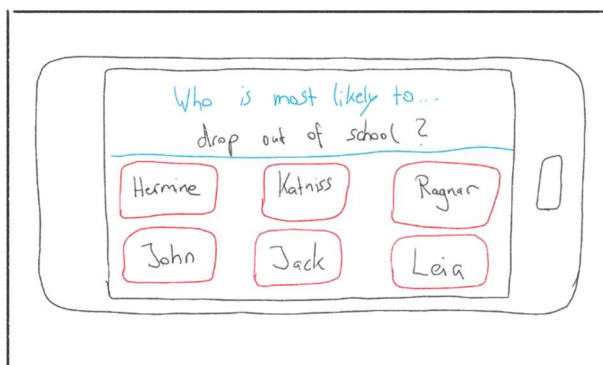 Who is most likely to...
drop out of school?
Hermine Katniss Ragnar
John Jack Leia